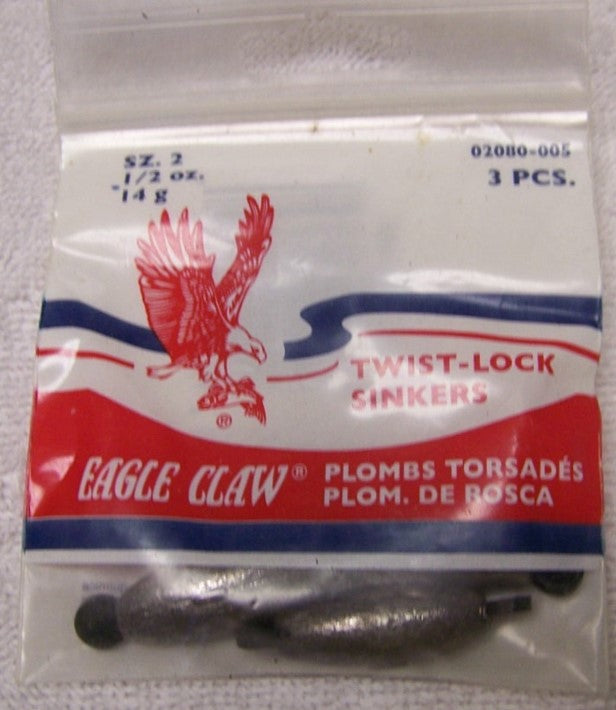 SZ. 2
1/2 oz.
14 g
02080-005
3 PCS.
®
TWIST-LOCK
SINKERS
EAGLE CLAW®
PLOMBS TORSADÉS
PLOM. DE ROSCA